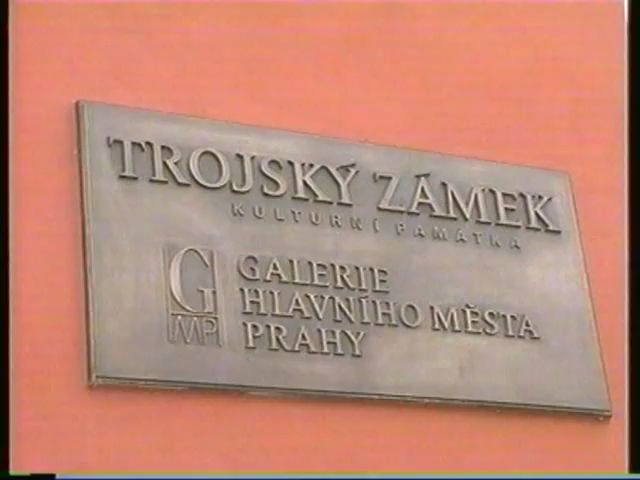 TROJSKÝ ZÁMEK
KULTURNÍ PAMÁTKA
G
MP
GALERIE
HLAVNÍHO MĚSTA
PRAHY